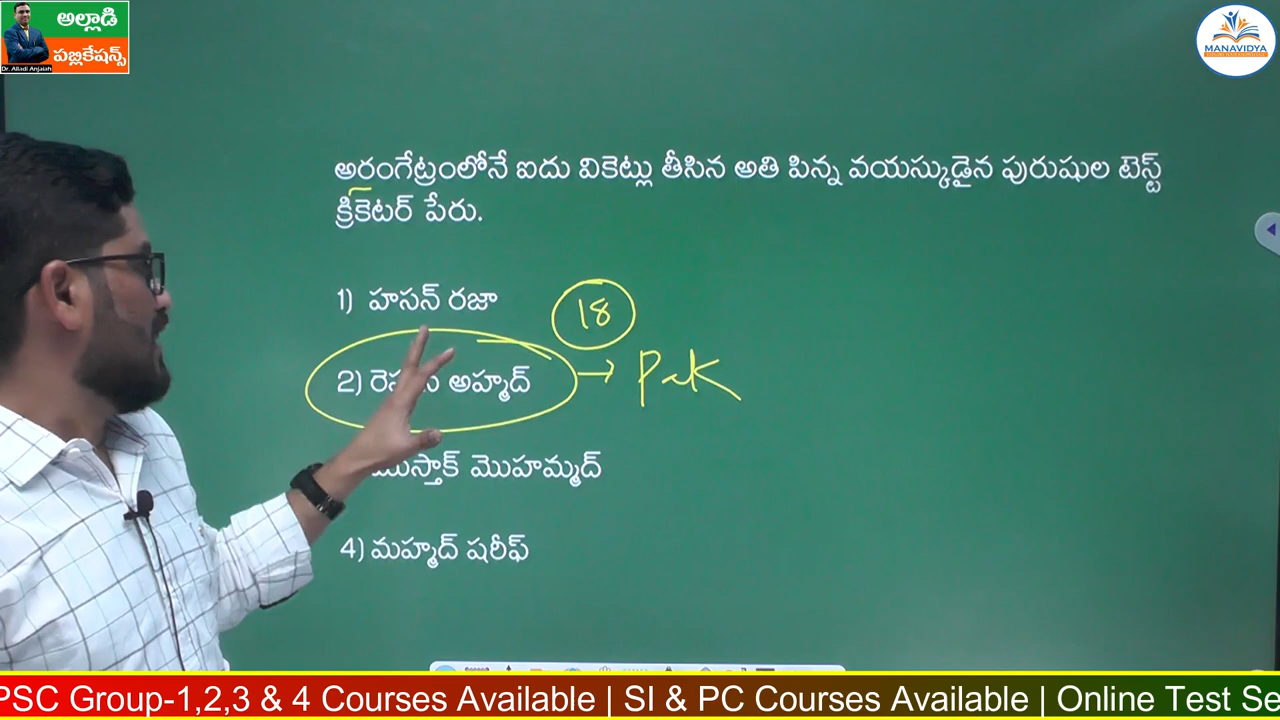 అల్లాడి
పబ్లికేషన్స్
Dr. Alladi Anjaiah
MANAVIDYA
అరంగేట్రంలోనే ఐదు వికెట్లు తీసిన అతి పిన్న వయస్కుడైన పురుషుల టెస్ట్
క్రికెటర్ పేరు.
1) హసన్ రజా
18
2) అహ్మద్
→ Pak
ముస్తాక్ మొహమ్మద్
4) మహ్మద్ షరీఫ్
PSC Group-1,2,3 & 4 Courses Available | SI & PC Courses Available | Online Test Se